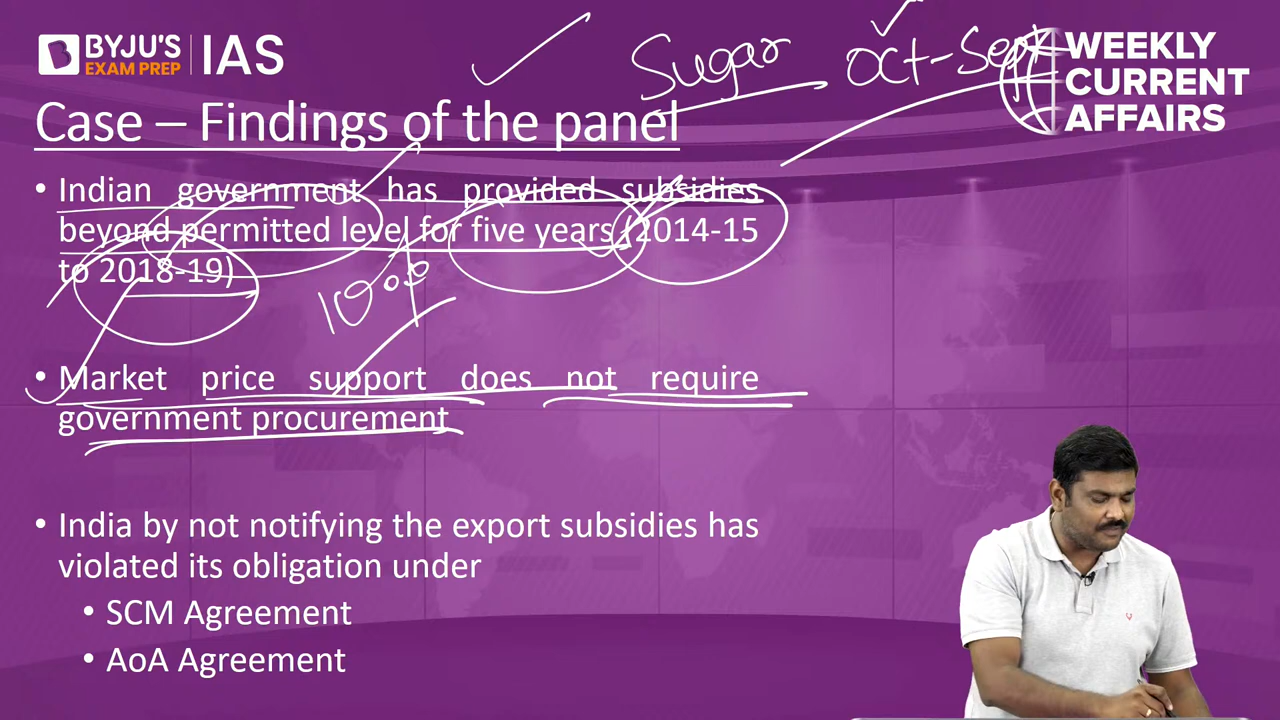 BYJU'S
EXAM PREP
IAS
Sugar Oct-Sept
WEEKLY
CURRENT
AFFAIRS
Case – Findings of the panel
• Indian government has provided subsidies
beyond permitted level for five years (2014-15
to 2018-19)
10%
• Market price support does not require
government procurement
• India by not notifying the export subsidies has
violated its obligation under
• SCM Agreement
• AoA Agreement